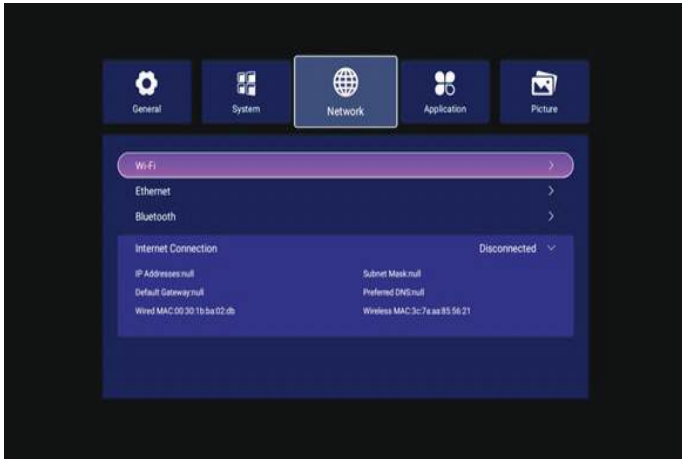 General
System
Network
Application
Picture
Wi-Fi
Ethernet
Bluetooth
Internet Connection
Disconnected
IP Addresses:null
Subnet Mask:null
Default Gateway:null
Preferred DNS:null
Wired MAC:00:30:1b:ba:02:db
Wireless MAC:3c:7a:aa:85:56:21